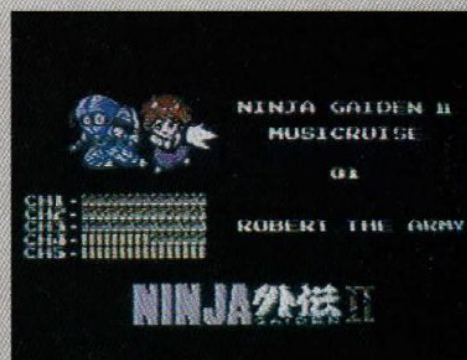 NINJA GAIDEN II
MUSICRUISE
01
CH1-
CH2-
CH3-
CH4-
CH5-
ROBERT THE ARMY
NINJA外伝II
GAIDEN